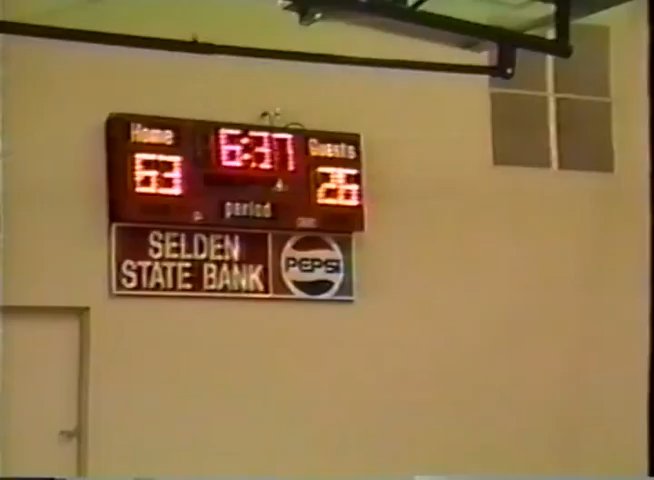 Home 6:37 Guests
63 26
period
SELDEN
STATE BANK
PEPSI